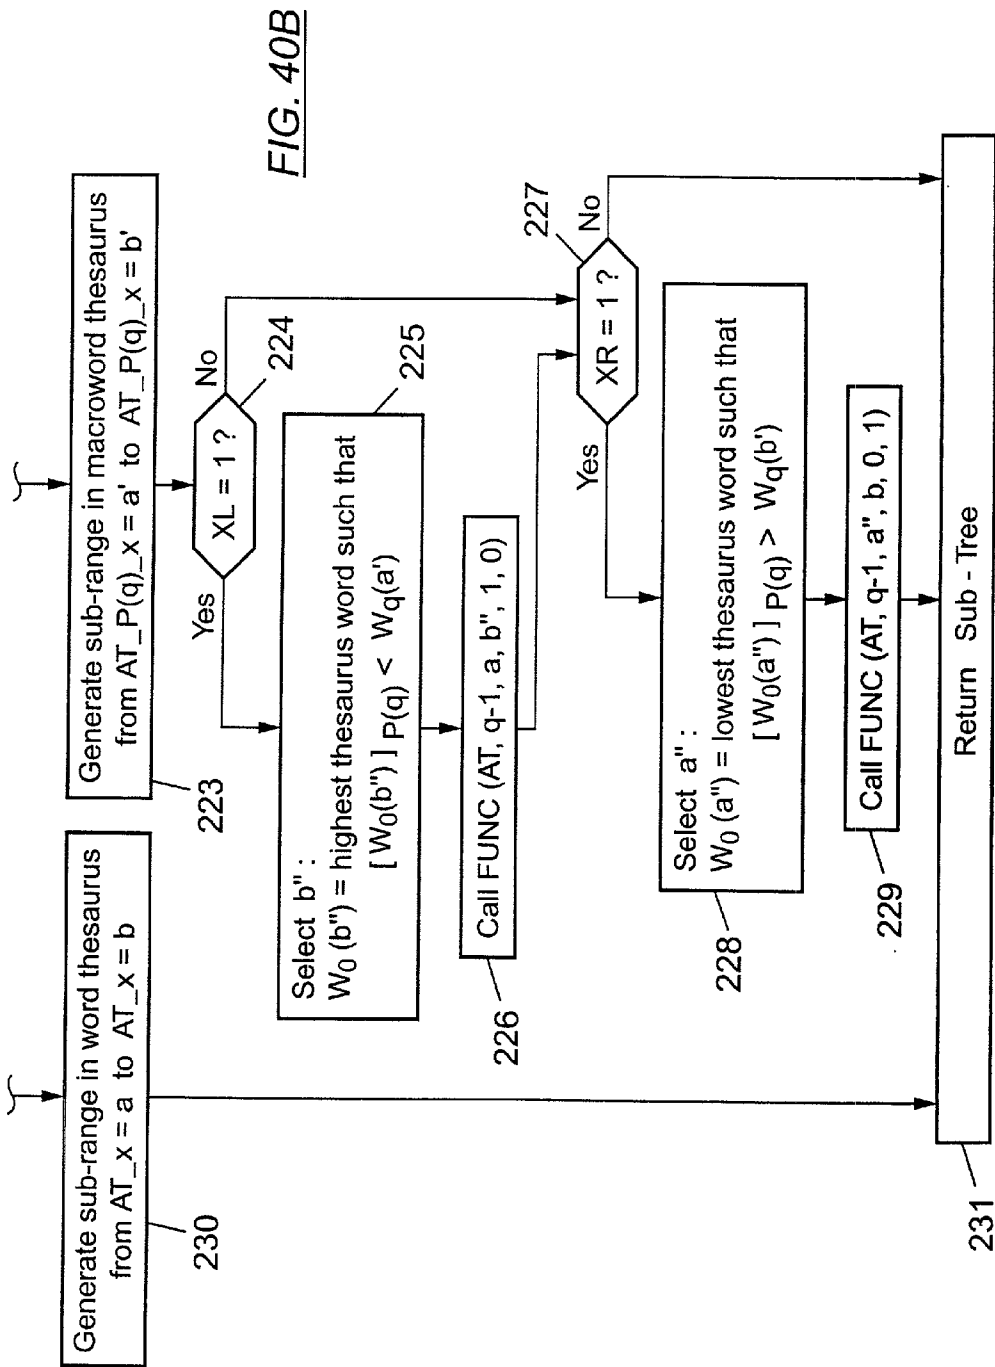 FIG. 40B
Generate sub-range in word thesaurus
from AT_x = a to AT_x = b
230
Generate sub-range in macroword thesaurus
from AT_P(q)_x = a' to AT_P(q)_x = b'
223
XL = 1 ?
224
Yes
No
Select b" :
W0 (b") = highest thesaurus word such that
[ W0(b") ] P(q) < Wq(a')
225
Call FUNC (AT, q-1, a, b", 1, 0)
226
XR = 1 ?
227
Yes
No
Select a" :
W0 (a") = lowest thesaurus word such that
[ W0(a") ] P(q) > Wq(b')
228
Call FUNC (AT, q-1, a", b, 0, 1)
229
Return Sub - Tree
231